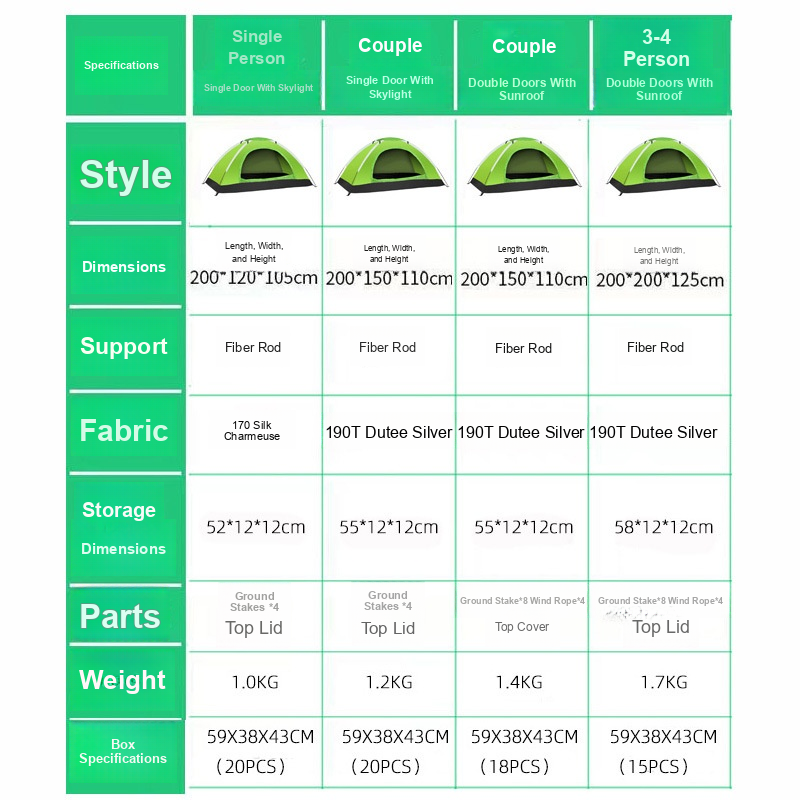 Specifications
Single
Person
Single Door With Skylight
Couple
Single Door With
Skylight
Couple
Double Doors With
Sunroof
3-4
Person
Double Doors With
Sunroof
Style
Dimensions
Length, Width,
and Height
200*120*105cm
Length, Width,
and Height
200*150*110cm
Length, Width,
and Height
200*150*110cm
Length, Width,
and Height
200*200*125cm
Support
Fiber Rod
Fiber Rod
Fiber Rod
Fiber Rod
Fabric
170 Silk
Charmeuse
190T Dutee Silver
190T Dutee Silver
190T Dutee Silver
Storage
Dimensions
52*12*12cm
55*12*12cm
55*12*12cm
58*12*12cm
Parts
Ground
Stakes *4
Top Lid
Ground
Stakes *4
Top Lid
Ground Stake*8 Wind Rope*4
Top Cover
Ground Stake*8 Wind Rope*4
Top Lid
Weight
1.0KG
1.2KG
1.4KG
1.7KG
Box
Specifications
59X38X43CM
(20PCS)
59X38X43CM
(20PCS)
59X38X43CM
(18PCS)
59X38X43CM
(15PCS)